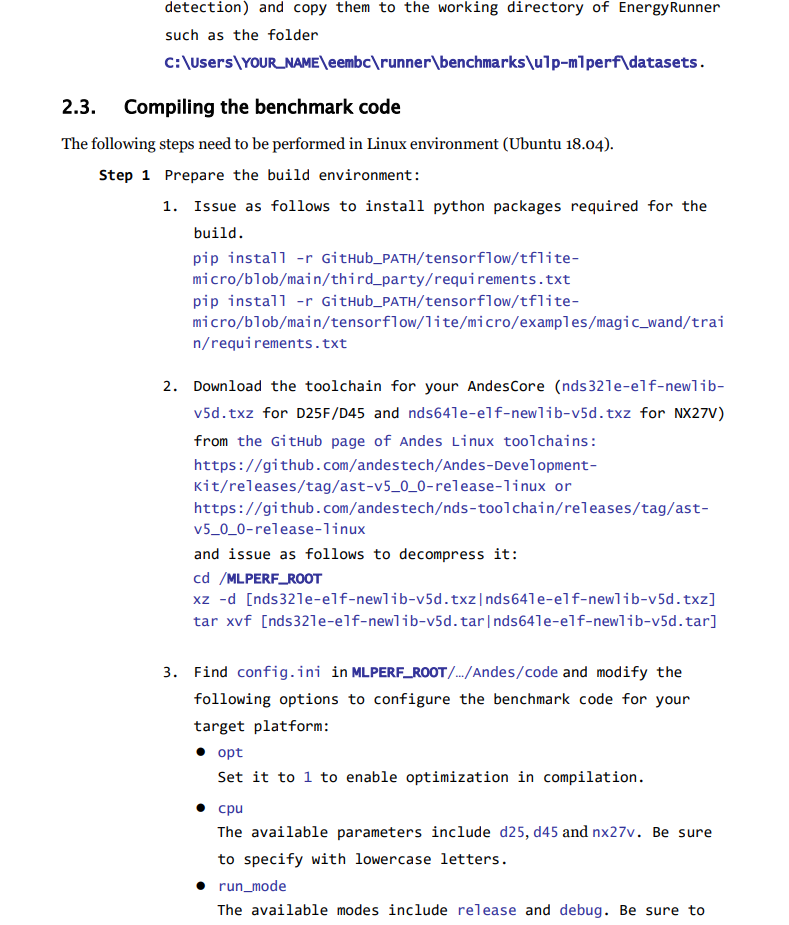 detection) and copy them to the working directory of EnergyRunner
such as the folder
C:\Users\YOUR_NAME\eembc\runner\benchmarks\ulp-mlperf\datasets.
2.3. Compiling the benchmark code
The following steps need to be performed in Linux environment (Ubuntu 18.04).
Step 1 Prepare the build environment:
1. Issue as follows to install python packages required for the
build.
pip install -r GitHub_PATH/tensorflow/tflite-
micro/blob/main/third_party/requirements.txt
pip install -r GitHub_PATH/tensorflow/tflite-
micro/blob/main/tensorflow/lite/micro/examples/magic_wand/trai
n/requirements.txt
2. Download the toolchain for your AndesCore (nds32le-elf-newlib-
v5d.txz for D25F/D45 and nds64le-elf-newlib-v5d.txz for NX27V)
from the GitHub page of Andes Linux toolchains:
https://github.com/andestech/Andes-Development-
Kit/releases/tag/ast-v5_0_0-release-linux or
https://github.com/andestech/nds-toolchain/releases/tag/ast-
v5_0_0-release-linux
and issue as follows to decompress it:
cd /MLPERF_ROOT
xz -d [nds32le-elf-newlib-v5d.txz|nds64le-elf-newlib-v5d.txz]
tar xvf [nds32le-elf-newlib-v5d.tar|nds64le-elf-newlib-v5d.tar]
3. Find config.ini in MLPERF_ROOT/…/Andes/code and modify the
following options to configure the benchmark code for your
target platform:
● opt
Set it to 1 to enable optimization in compilation.
● cpu
The available parameters include d25, d45 and nx27v. Be sure
to specify with lowercase letters.
● run_mode
The available modes include release and debug. Be sure to